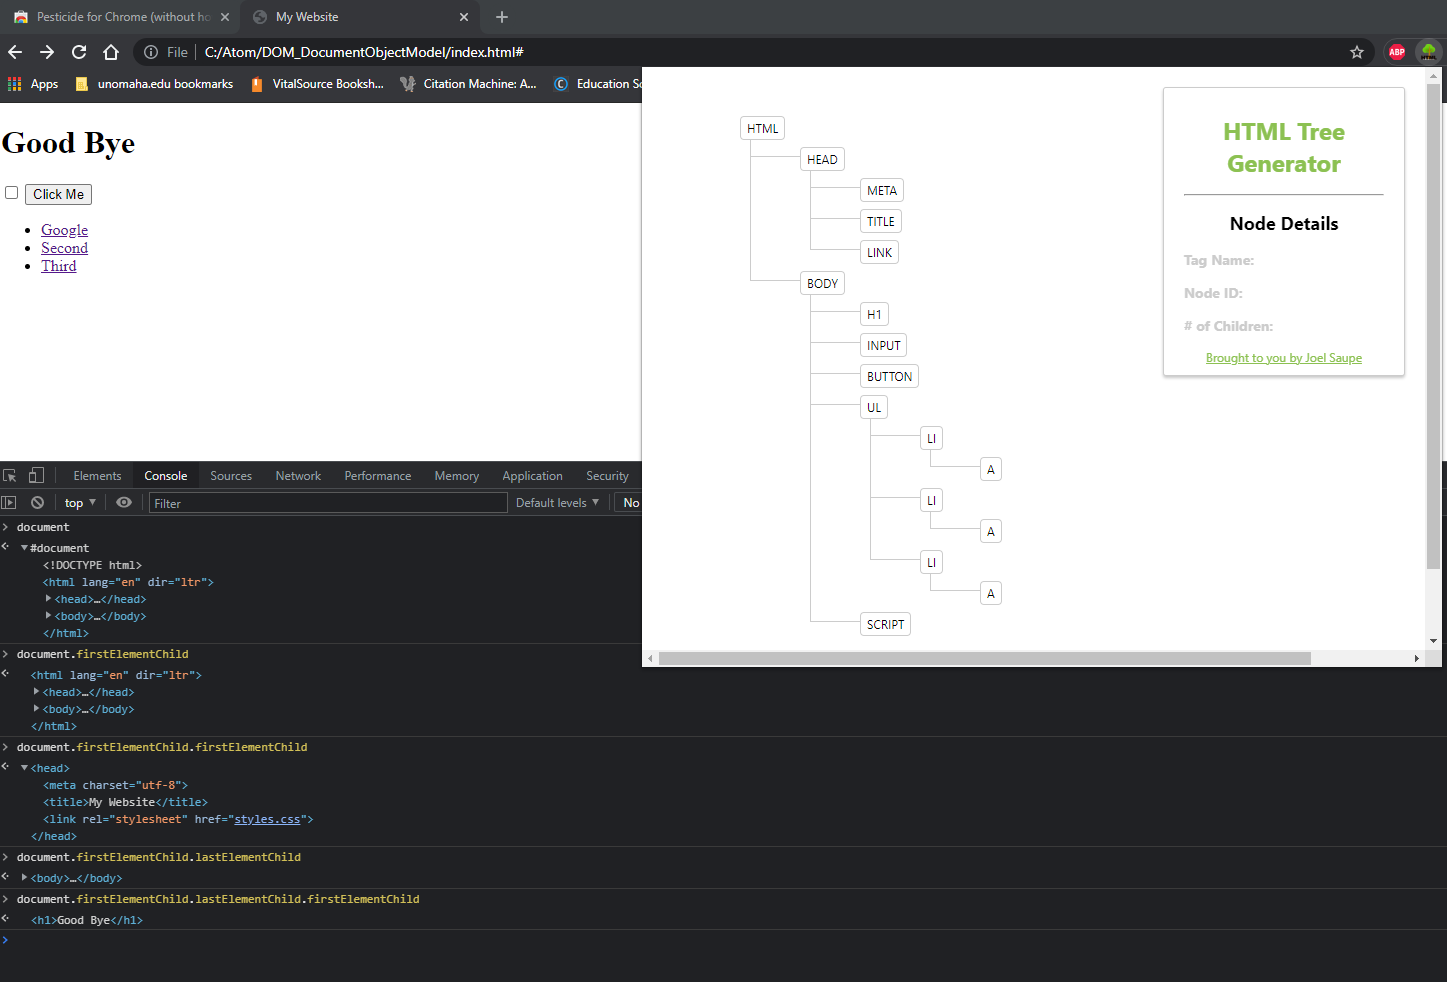 Pesticide for Chrome (without ho
My Website
File
C:/Atom/DOM_DocumentObjectModel/index.html#
ABP
HTML
Apps
unomaha.edu bookmarks
VitalSource Booksh...
Citation Machine: A...
Education So
Good Bye
Click Me
Google
Second
Third
HTML
HEAD
META
TITLE
LINK
BODY
H1
INPUT
BUTTON
UL
LI
A
LI
A
LI
A
SCRIPT
HTML Tree
Generator
Node Details
Tag Name:
Node ID:
# of Children:
Brought to you by Joel Saupe
Elements Console Sources Network Performance Memory Application Security
top Filter Default levels No
document
#document
<!DOCTYPE html>
<html lang="en" dir="ltr">
<head>…</head>
<body>…</body>
</html>
document.firstElementChild
<html lang="en" dir="ltr">
<head>…</head>
<body>…</body>
</html>
document.firstElementChild.firstElementChild
<head>
<meta charset="utf-8">
<title>My Website</title>
<link rel="stylesheet" href="styles.css">
</head>
document.firstElementChild.lastElementChild
<body>…</body>
document.firstElementChild.lastElementChild.firstElementChild
<h1>Good Bye</h1>